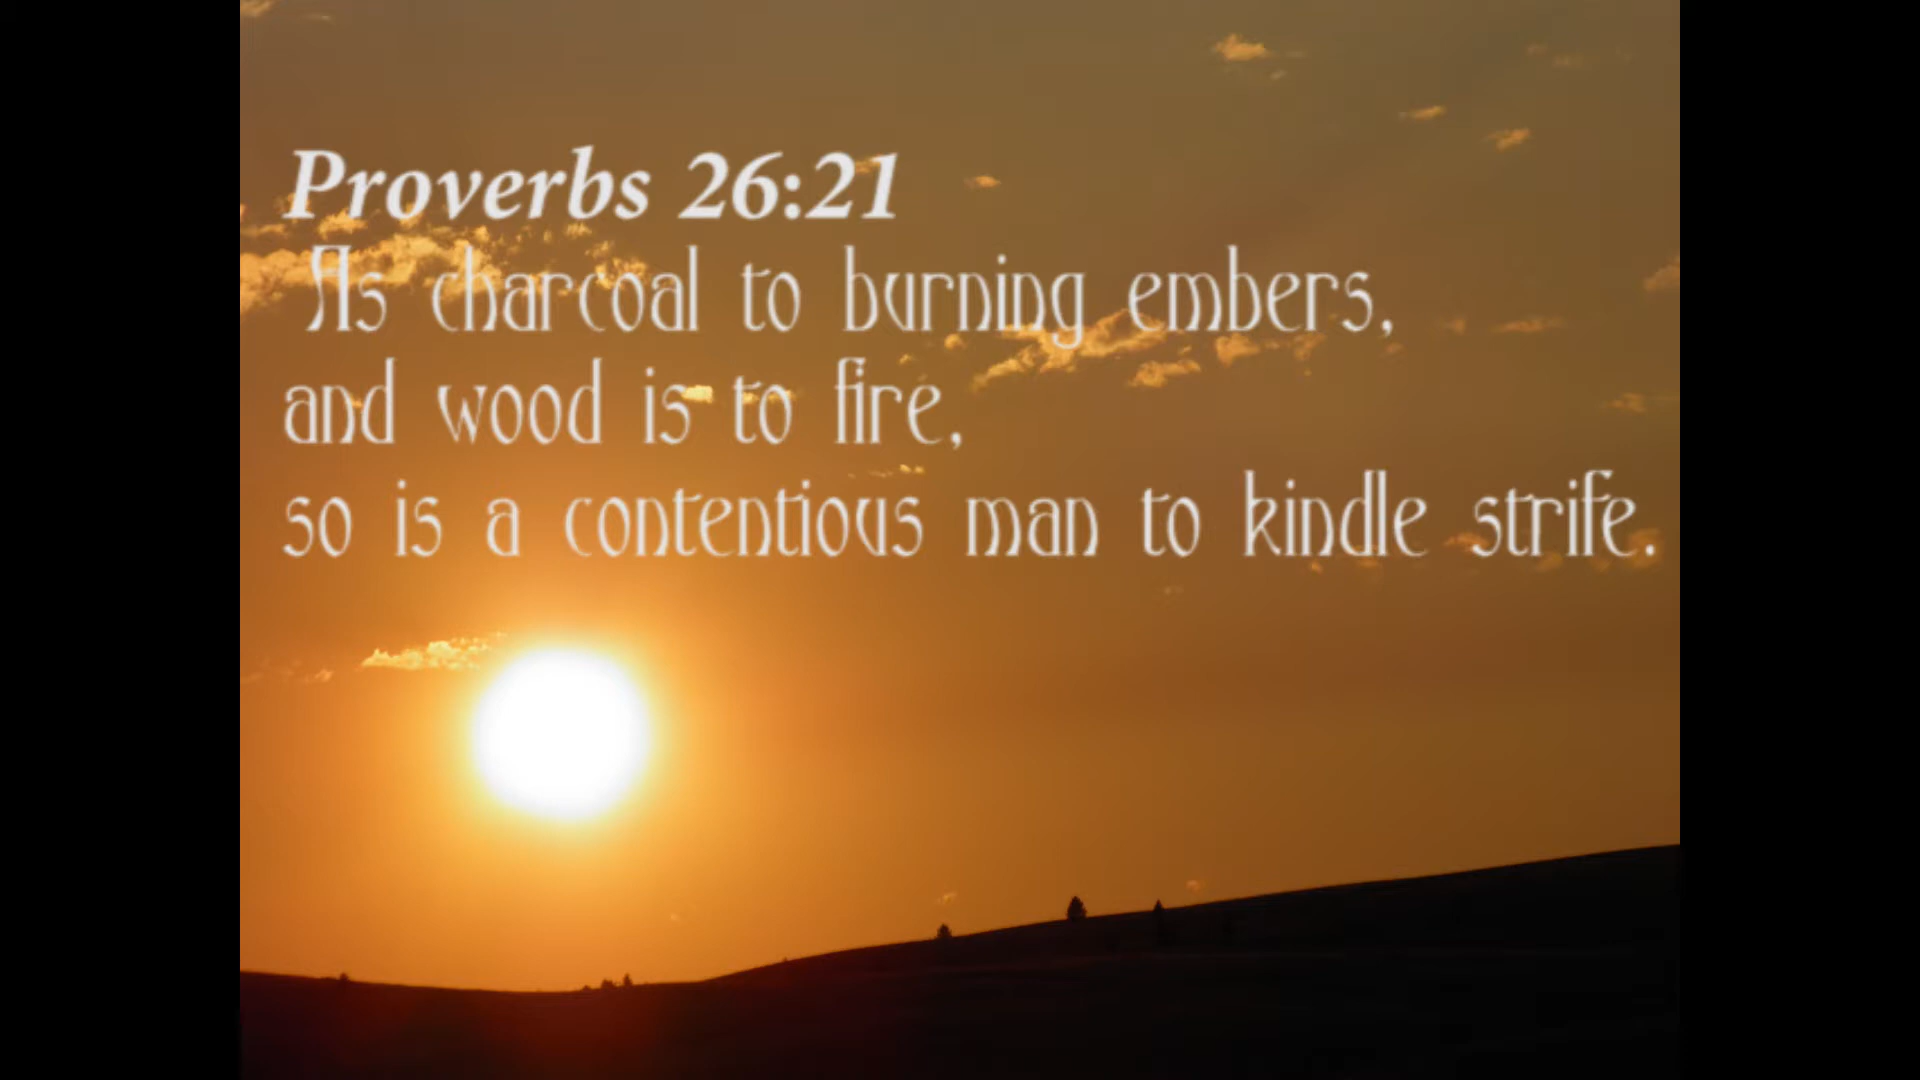 Proverbs 26:21
As charcoal to burning embers,
and wood is to fire,
so is a contentious man to kindle strife.